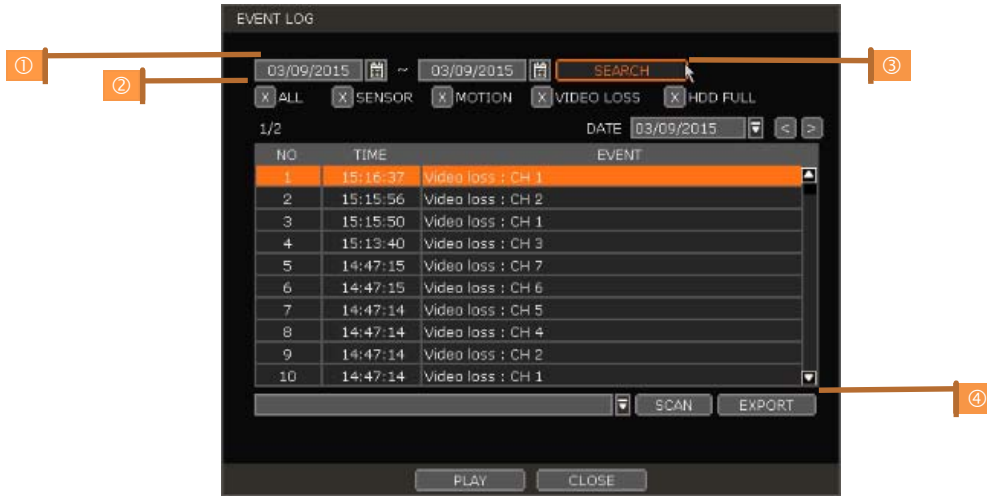 EVENT LOG
①
03/09/2015 ~ 03/09/2015 SEARCH
③
②
X ALL X SENSOR X MOTION X VIDEO LOSS X HDD FULL
1/2 DATE 03/09/2015 < >
NO TIME EVENT
1 15:16:37 Video loss : CH 1
2 15:15:56 Video loss : CH 2
3 15:15:50 Video loss : CH 1
4 15:13:40 Video loss : CH 3
5 14:47:15 Video loss : CH 7
6 14:47:15 Video loss : CH 6
7 14:47:14 Video loss : CH 5
8 14:47:14 Video loss : CH 4
9 14:47:14 Video loss : CH 2
10 14:47:14 Video loss : CH 1
SCAN EXPORT
④
PLAY CLOSE